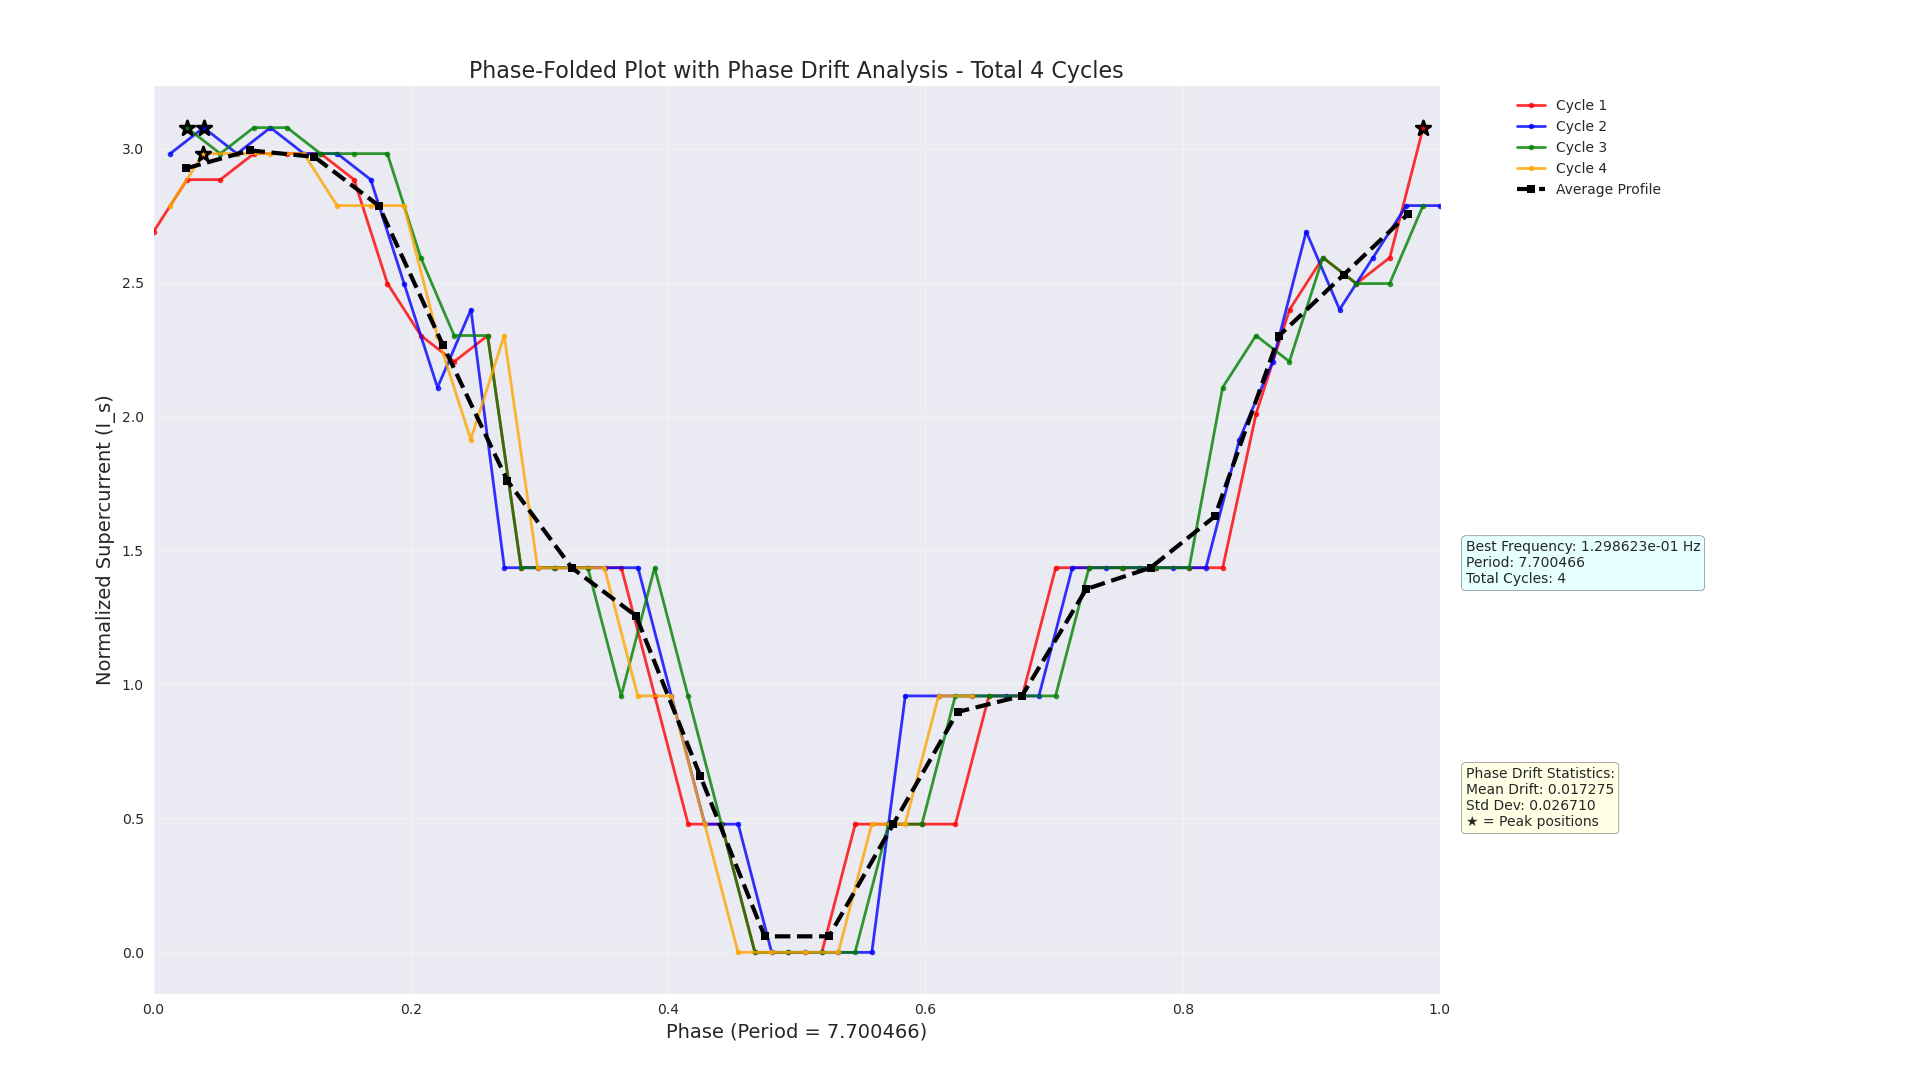 Phase-Folded Plot with Phase Drift Analysis - Total 4 Cycles
Normalized Supercurrent (I_s)
3.0
2.5
2.0
1.5
1.0
0.5
0.0
0.0 0.2 0.4 0.6 0.8 1.0
Phase (Period = 7.700466)
Cycle 1
Cycle 2
Cycle 3
Cycle 4
Average Profile
Best Frequency: 1.298623e-01 Hz
Period: 7.700466
Total Cycles: 4
Phase Drift Statistics:
Mean Drift: 0.017275
Std Dev: 0.026710
★ = Peak positions